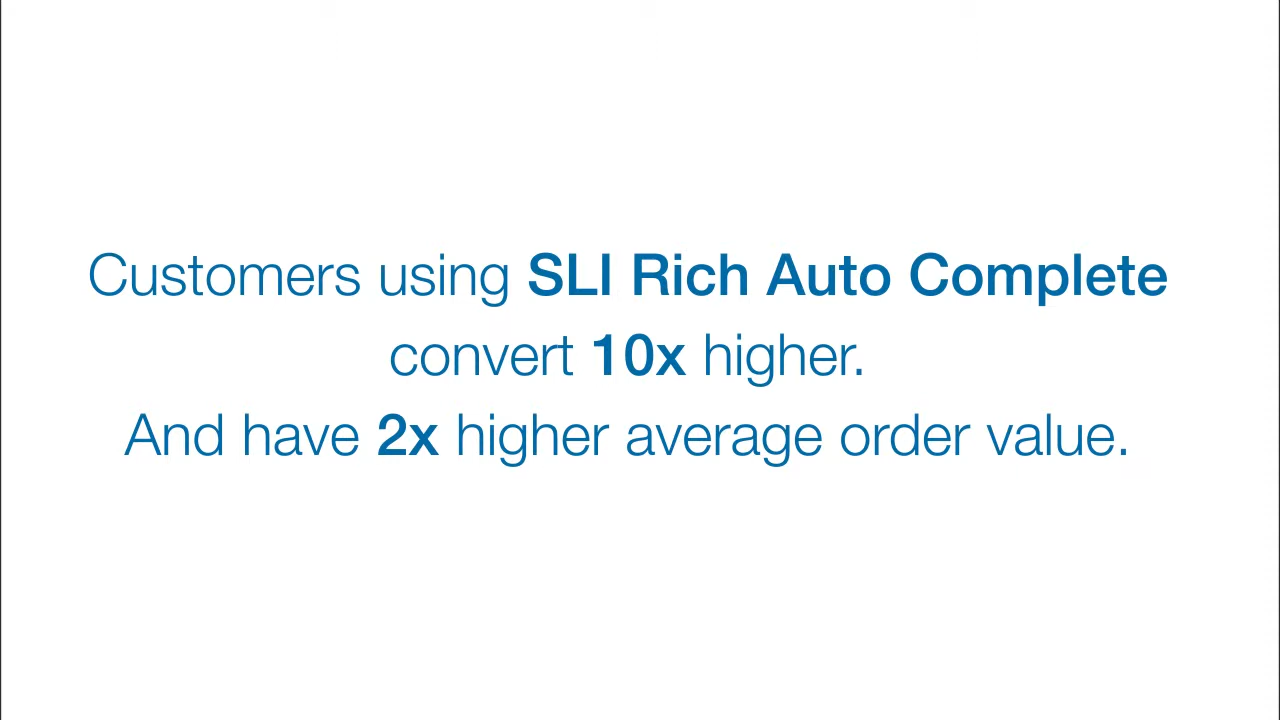 Customers using SLI Rich Auto Complete
convert 10x higher.
And have 2x higher average order value.